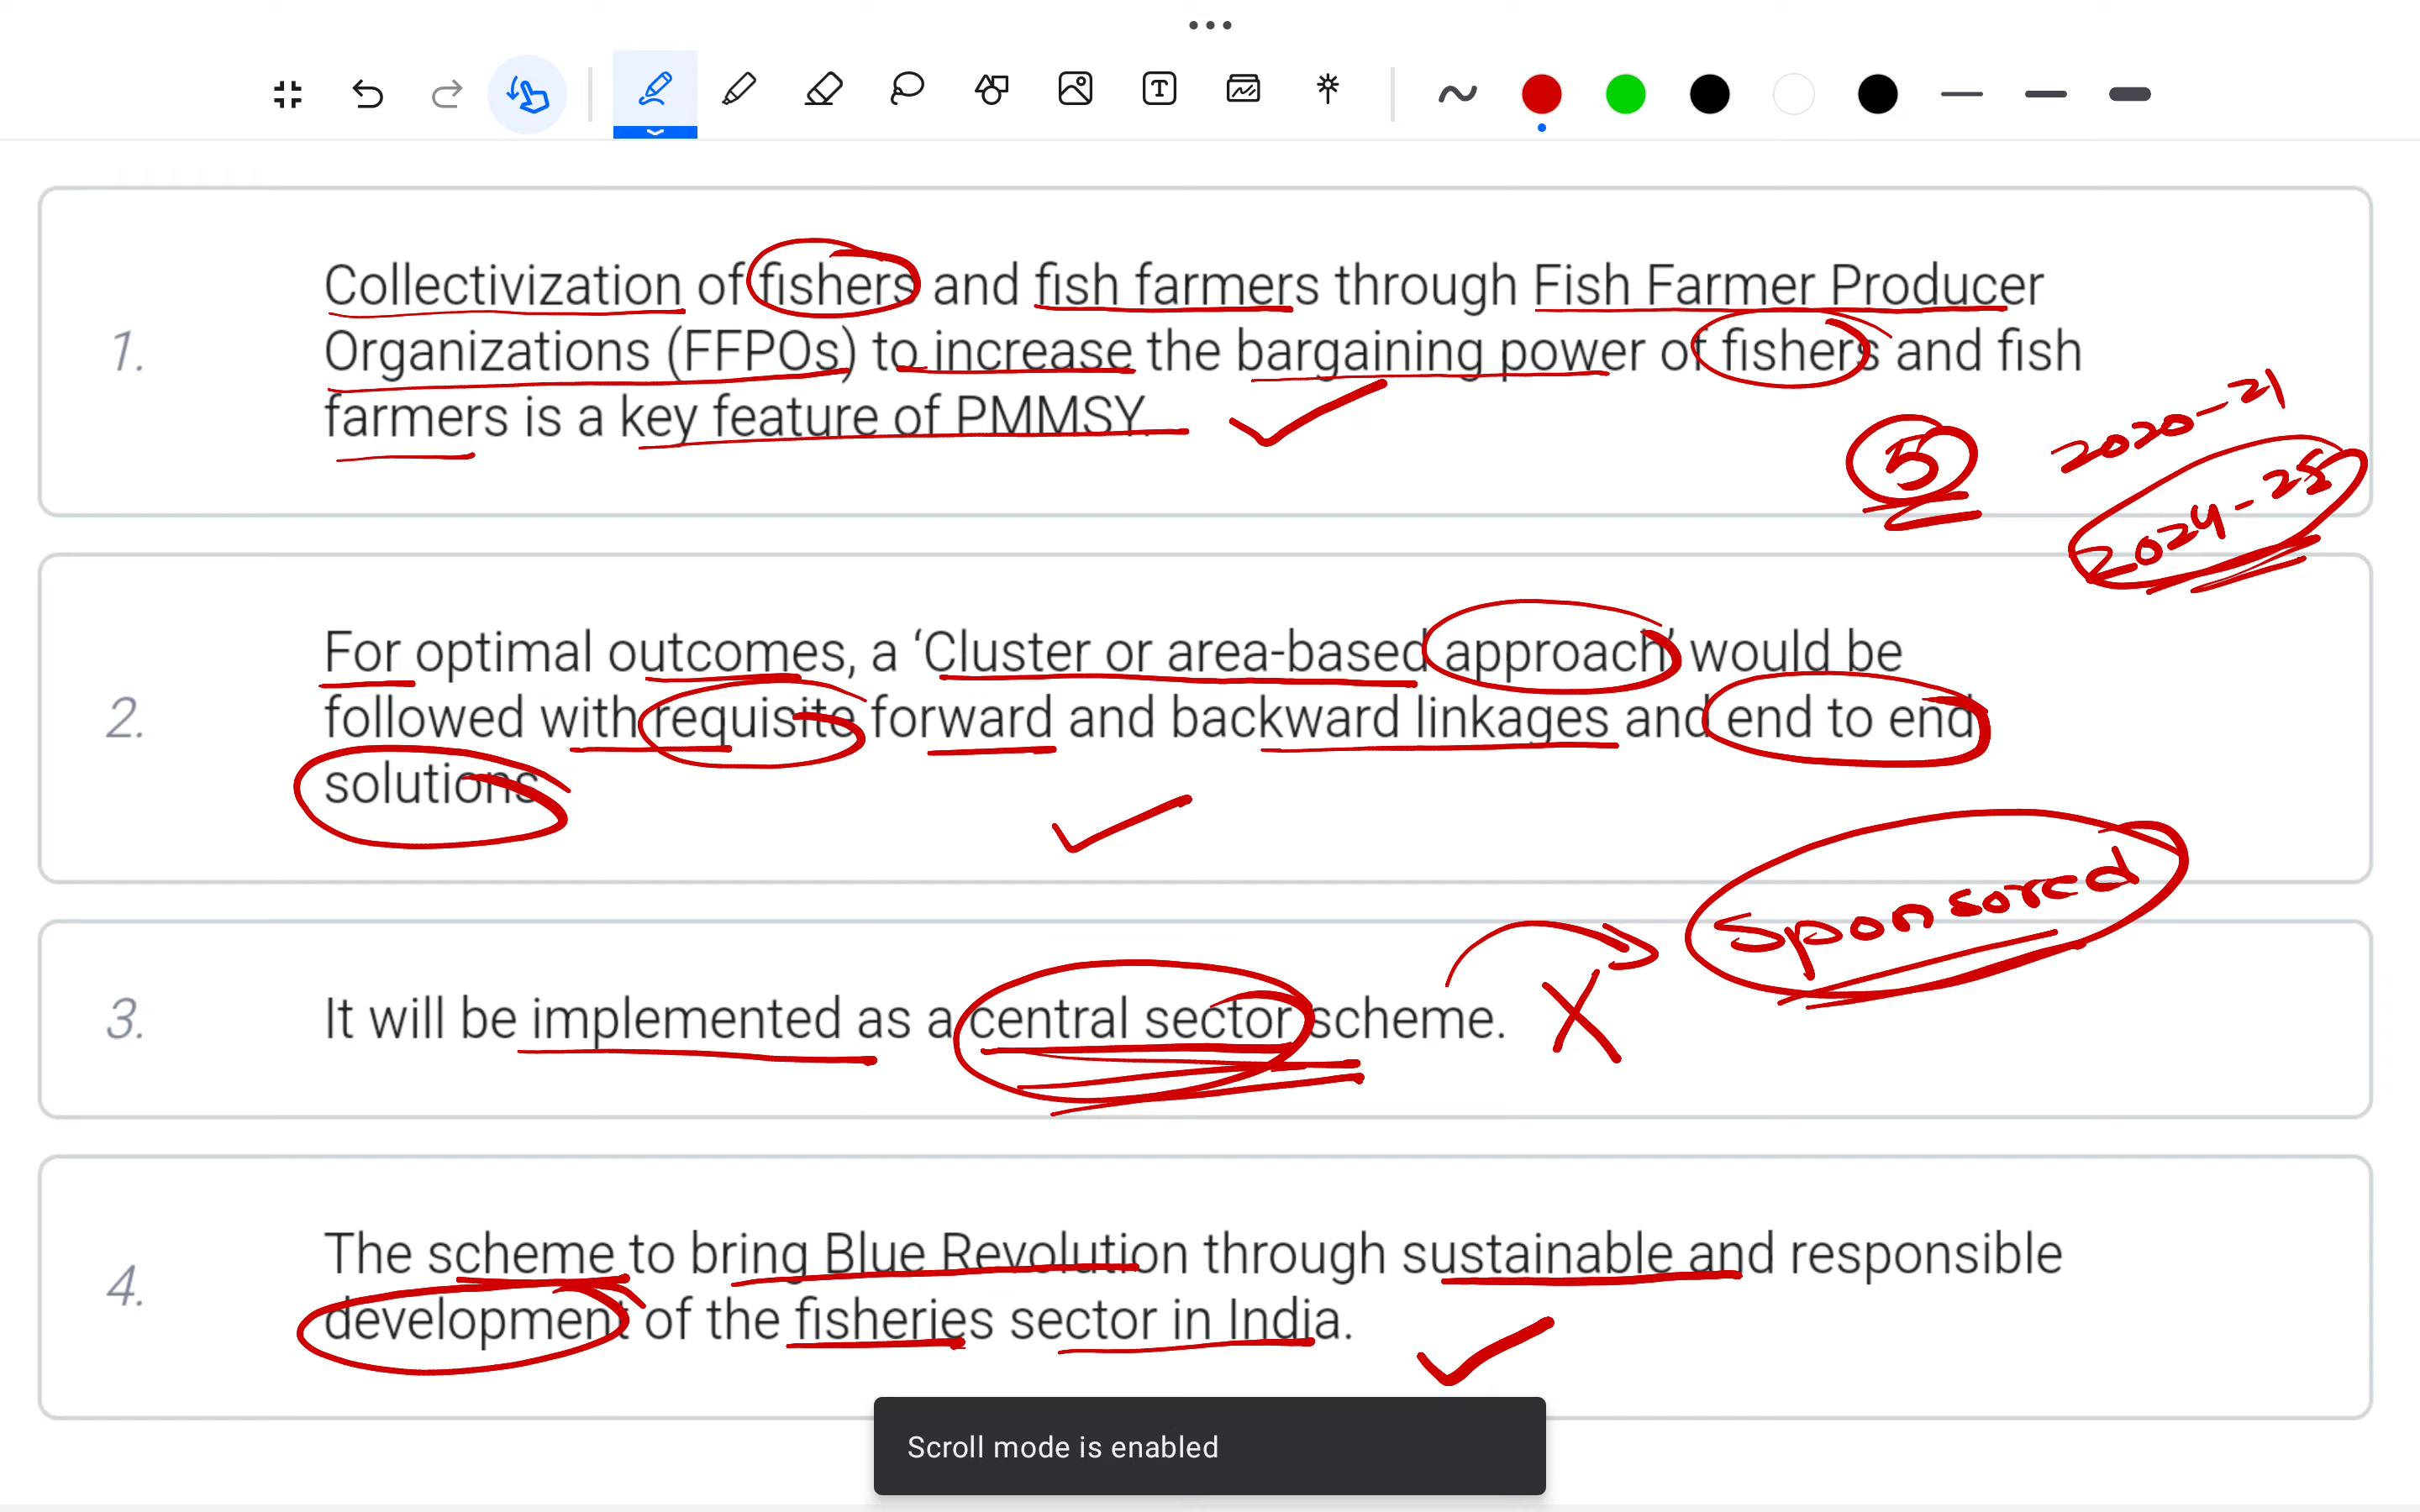 1.
Collectivization of fishers and fish farmers through Fish Farmer Producer
Organizations (FFPOs) to increase the bargaining power of fishers and fish
farmers is a key feature of PMMSY.
5
2020-21
2024-25
2.
For optimal outcomes, a ‘Cluster or area-based approach’ would be
followed with requisite forward and backward linkages and end to end
solutions
Sponsored
3.
It will be implemented as a central sector scheme.
4.
The scheme to bring Blue Revolution through sustainable and responsible
development of the fisheries sector in India.
Scroll mode is enabled